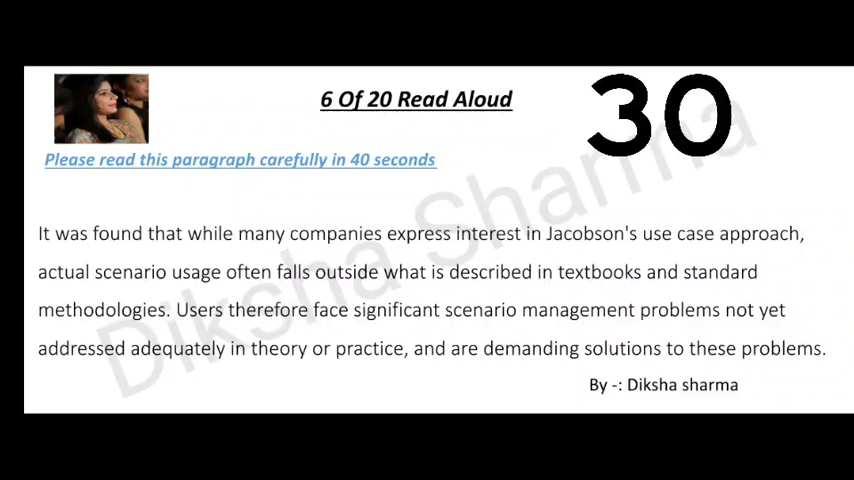 6 Of 20 Read Aloud
30
Please read this paragraph carefully in 40 seconds
It was found that while many companies express interest in Jacobson's use case approach,
actual scenario usage often falls outside what is described in textbooks and standard
methodologies. Users therefore face significant scenario management problems not yet
addressed adequately in theory or practice, and are demanding solutions to these problems.
By -: Diksha sharma
Diksha Sharma